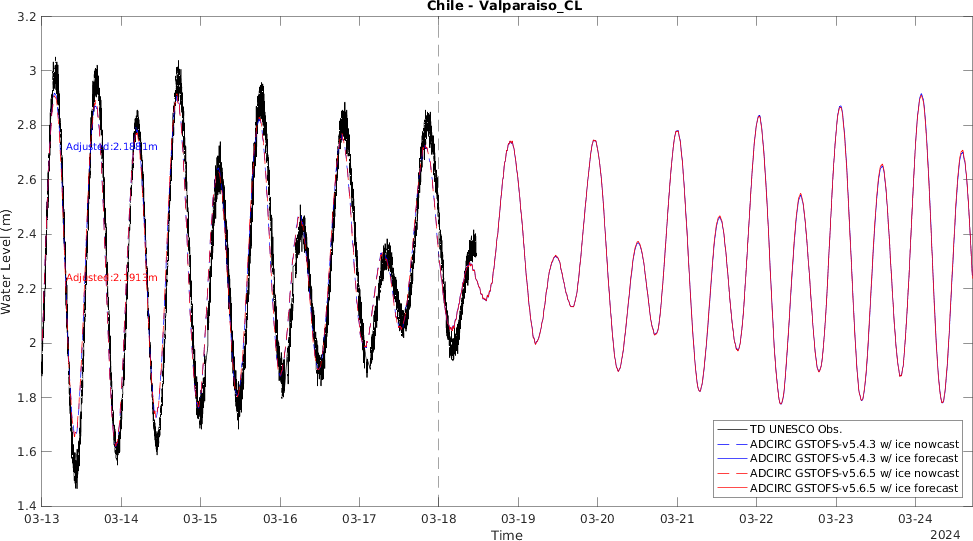 Chile - Valparaiso_CL
3.2
3
2.8
2.6
2.4
2.2
2
1.8
1.6
1.4
Water Level (m)
Adjusted:2.1881m
Adjusted:2.1913m
TD UNESCO Obs.
ADCIRC GSTOFS-v5.4.3 w/ ice nowcast
ADCIRC GSTOFS-v5.4.3 w/ ice forecast
ADCIRC GSTOFS-v5.6.5 w/ ice nowcast
ADCIRC GSTOFS-v5.6.5 w/ ice forecast
03-13 03-14 03-15 03-16 03-17 03-18 03-19 03-20 03-21 03-22 03-23 03-24
Time
2024